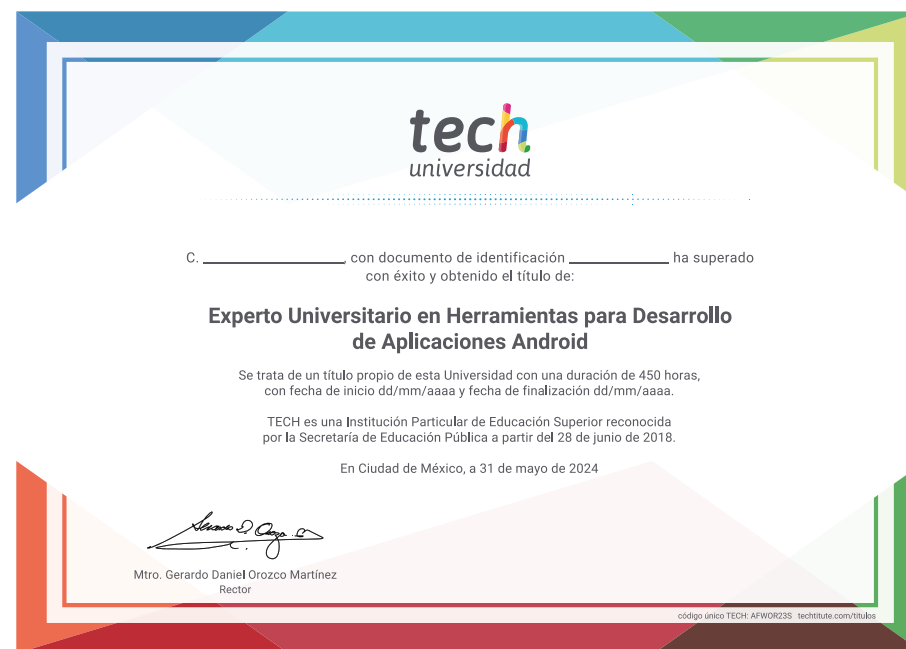 tech
universidad
C. ____________, con documento de identificación ____________ ha superado
con éxito y obtenido el título de:
Experto Universitario en Herramientas para Desarrollo
de Aplicaciones Android
Se trata de un título propio de esta Universidad con una duración de 450 horas,
con fecha de inicio dd/mm/aaaa y fecha de finalización dd/mm/aaaa.
TECH es una Institución Particular de Educación Superior reconocida
por la Secretaría de Educación Pública a partir del 28 de junio de 2018.
En Ciudad de México, a 31 de mayo de 2024
Mtro. Gerardo Daniel Orozco Martínez
Rector
código único TECH: AFWOR23S techtitute.com/titulos